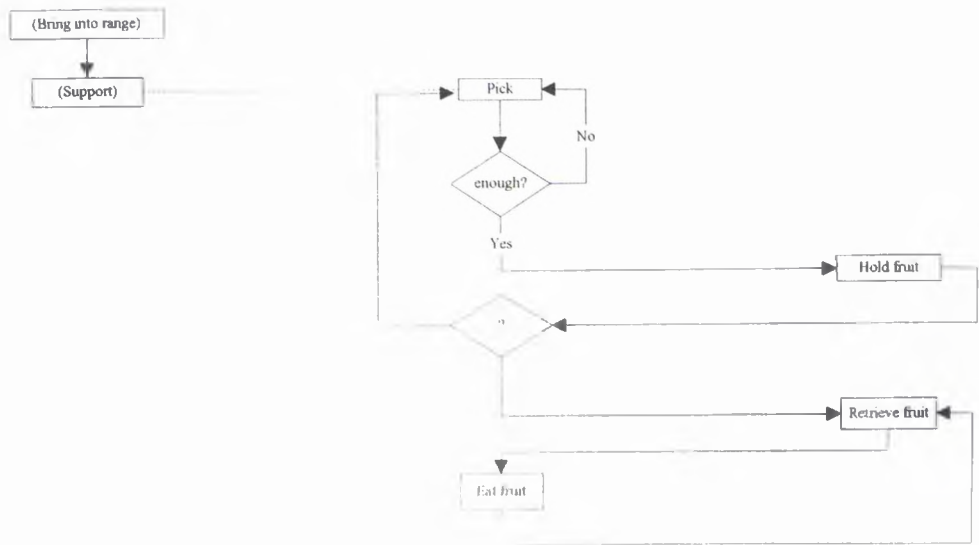 (Bring into range)
(Support)
Pick
No
enough?
Yes
Hold fruit
?
Retrieve fruit
Eat fruit